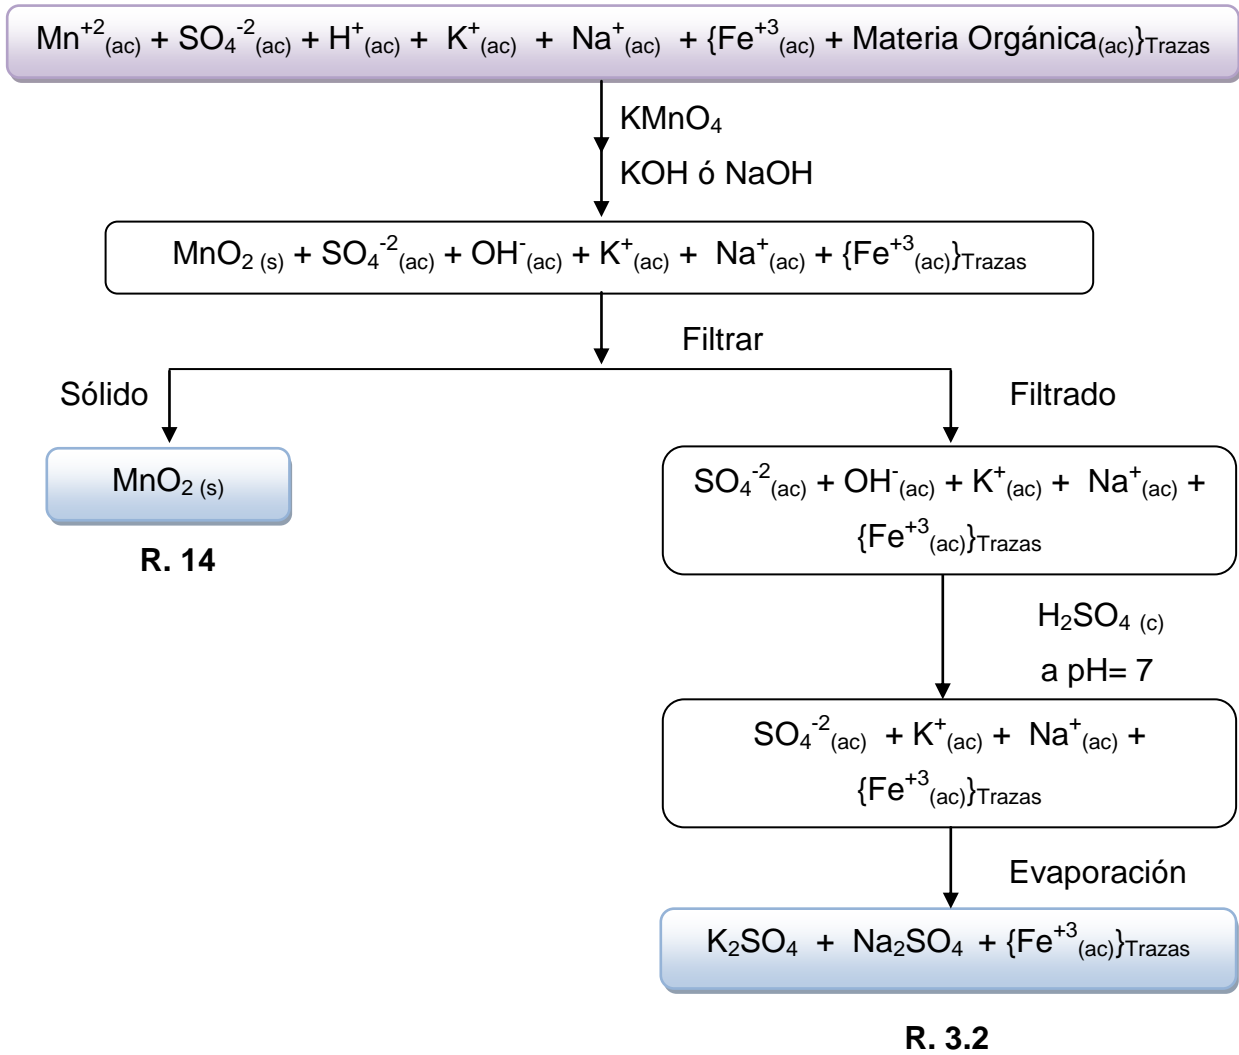 Mn⁺²(ac) + SO₄⁻²(ac) + H⁺(ac) + K⁺(ac) + Na⁺(ac) + {Fe⁺³(ac) + Materia Orgánica(ac)}Trazas
KMnO₄
KOH ó NaOH
MnO₂ (s) + SO₄⁻²(ac) + OH⁻(ac) + K⁺(ac) + Na⁺(ac) + {Fe⁺³(ac)}Trazas
Filtrar
Sólido
Filtrado
MnO₂ (s)
R. 14
SO₄⁻²(ac) + OH⁻(ac) + K⁺(ac) + Na⁺(ac) +
{Fe⁺³(ac)}Trazas
H₂SO₄ (c)
a pH= 7
SO₄⁻²(ac) + K⁺(ac) + Na⁺(ac) +
{Fe⁺³(ac)}Trazas
Evaporación
K₂SO₄ + Na₂SO₄ + {Fe⁺³(ac)}Trazas
R. 3.2